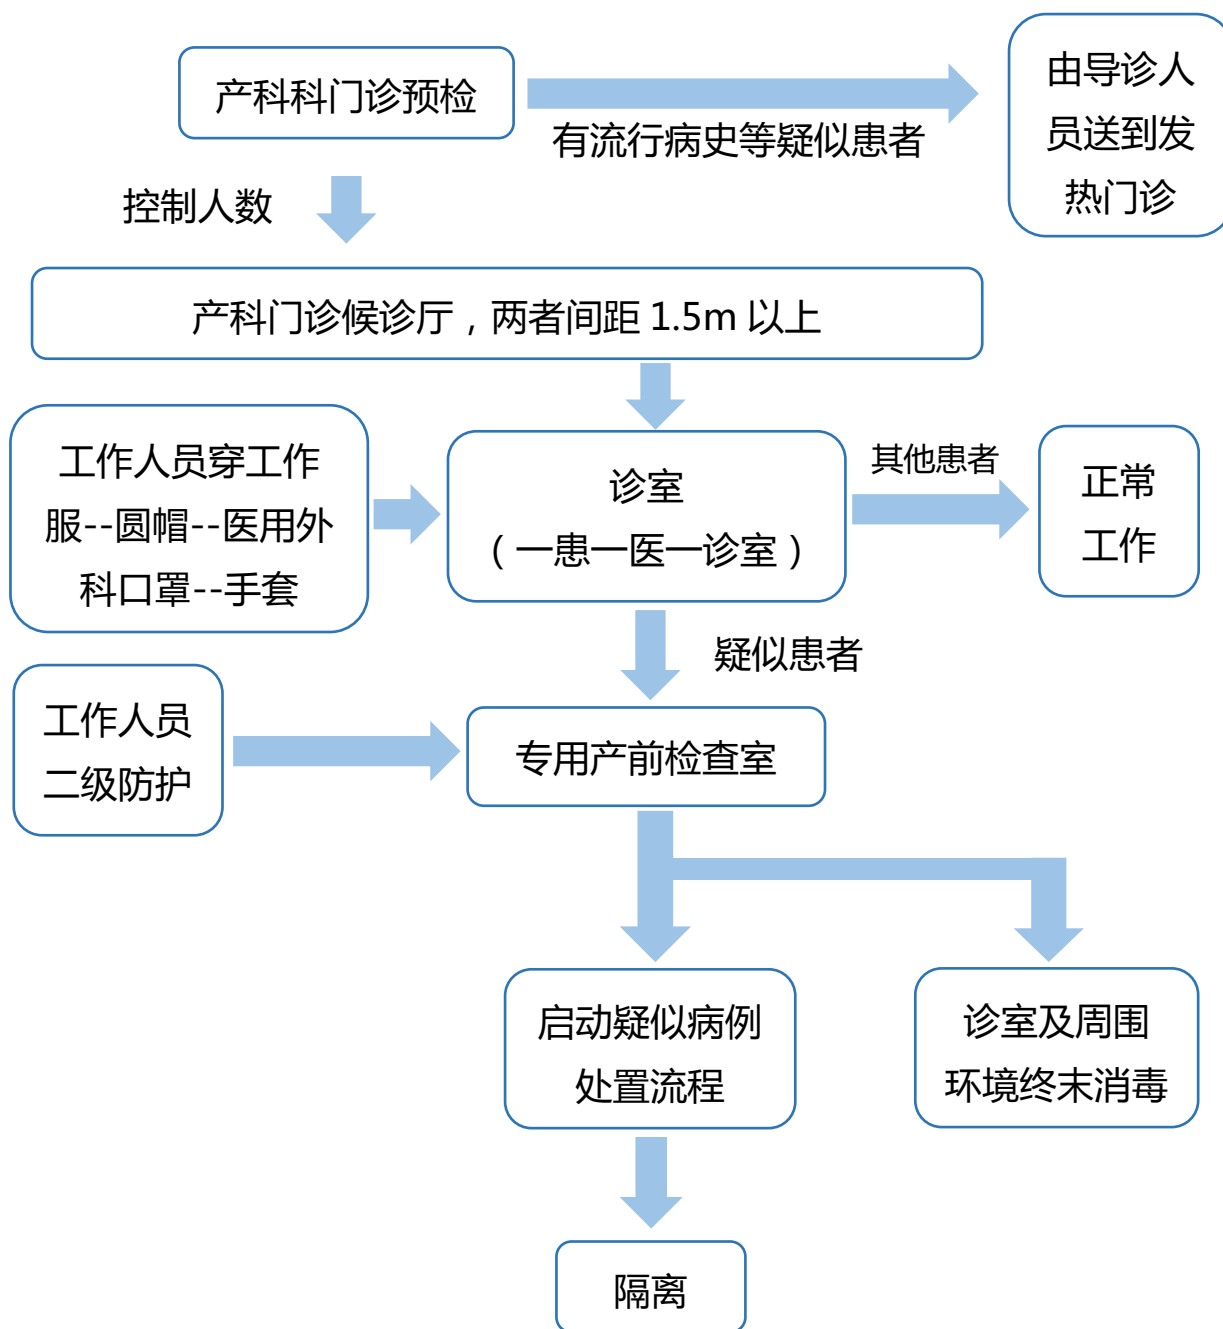 产科科门诊预检
有流行病史等疑似患者
由导诊人
员送到发
热门诊
控制人数
产科门诊候诊厅，两者间距 1.5m 以上
工作人员穿工作
服--圆帽--医用外
科口罩--手套
诊室
（一患一医一诊室）
其他患者
正常
工作
疑似患者
工作人员
二级防护
专用产前检查室
启动疑似病例
处置流程
诊室及周围
环境终末消毒
隔离